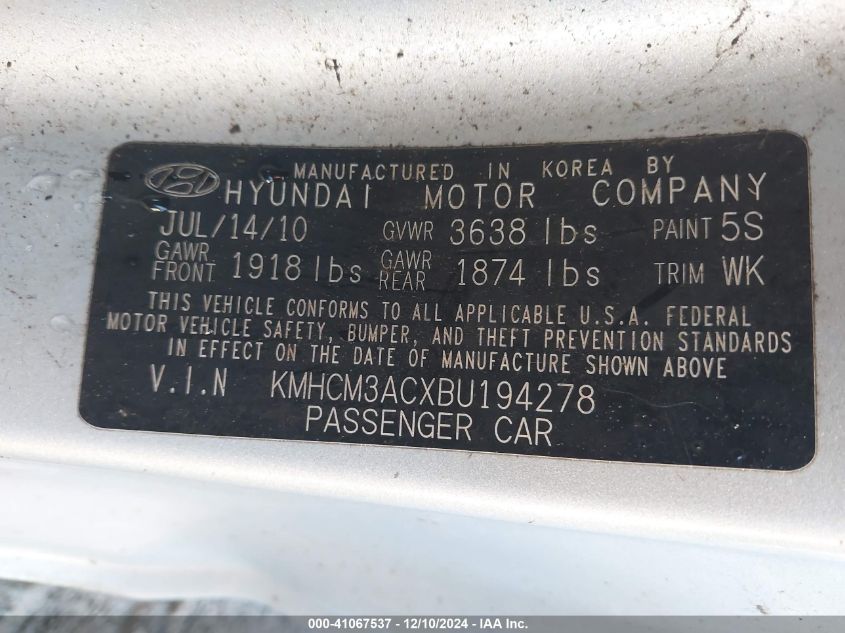 MANUFACTURED IN KOREA BY
HYUNDAI MOTOR COMPANY
JUL/14/10 GVWR 3638 lbs PAINT 5S
GAWR FRONT 1918 lbs GAWR REAR 1874 lbs TRIM WK
THIS VEHICLE CONFORMS TO ALL APPLICABLE U.S.A. FEDERAL
MOTOR VEHICLE SAFETY, BUMPER, AND THEFT PREVENTION STANDARDS
IN EFFECT ON THE DATE OF MANUFACTURE SHOWN ABOVE
V.I.N KMHCM3ACXBU194278
PASSENGER CAR
000-41067537 - 12/10/2024 - IAA, Inc.